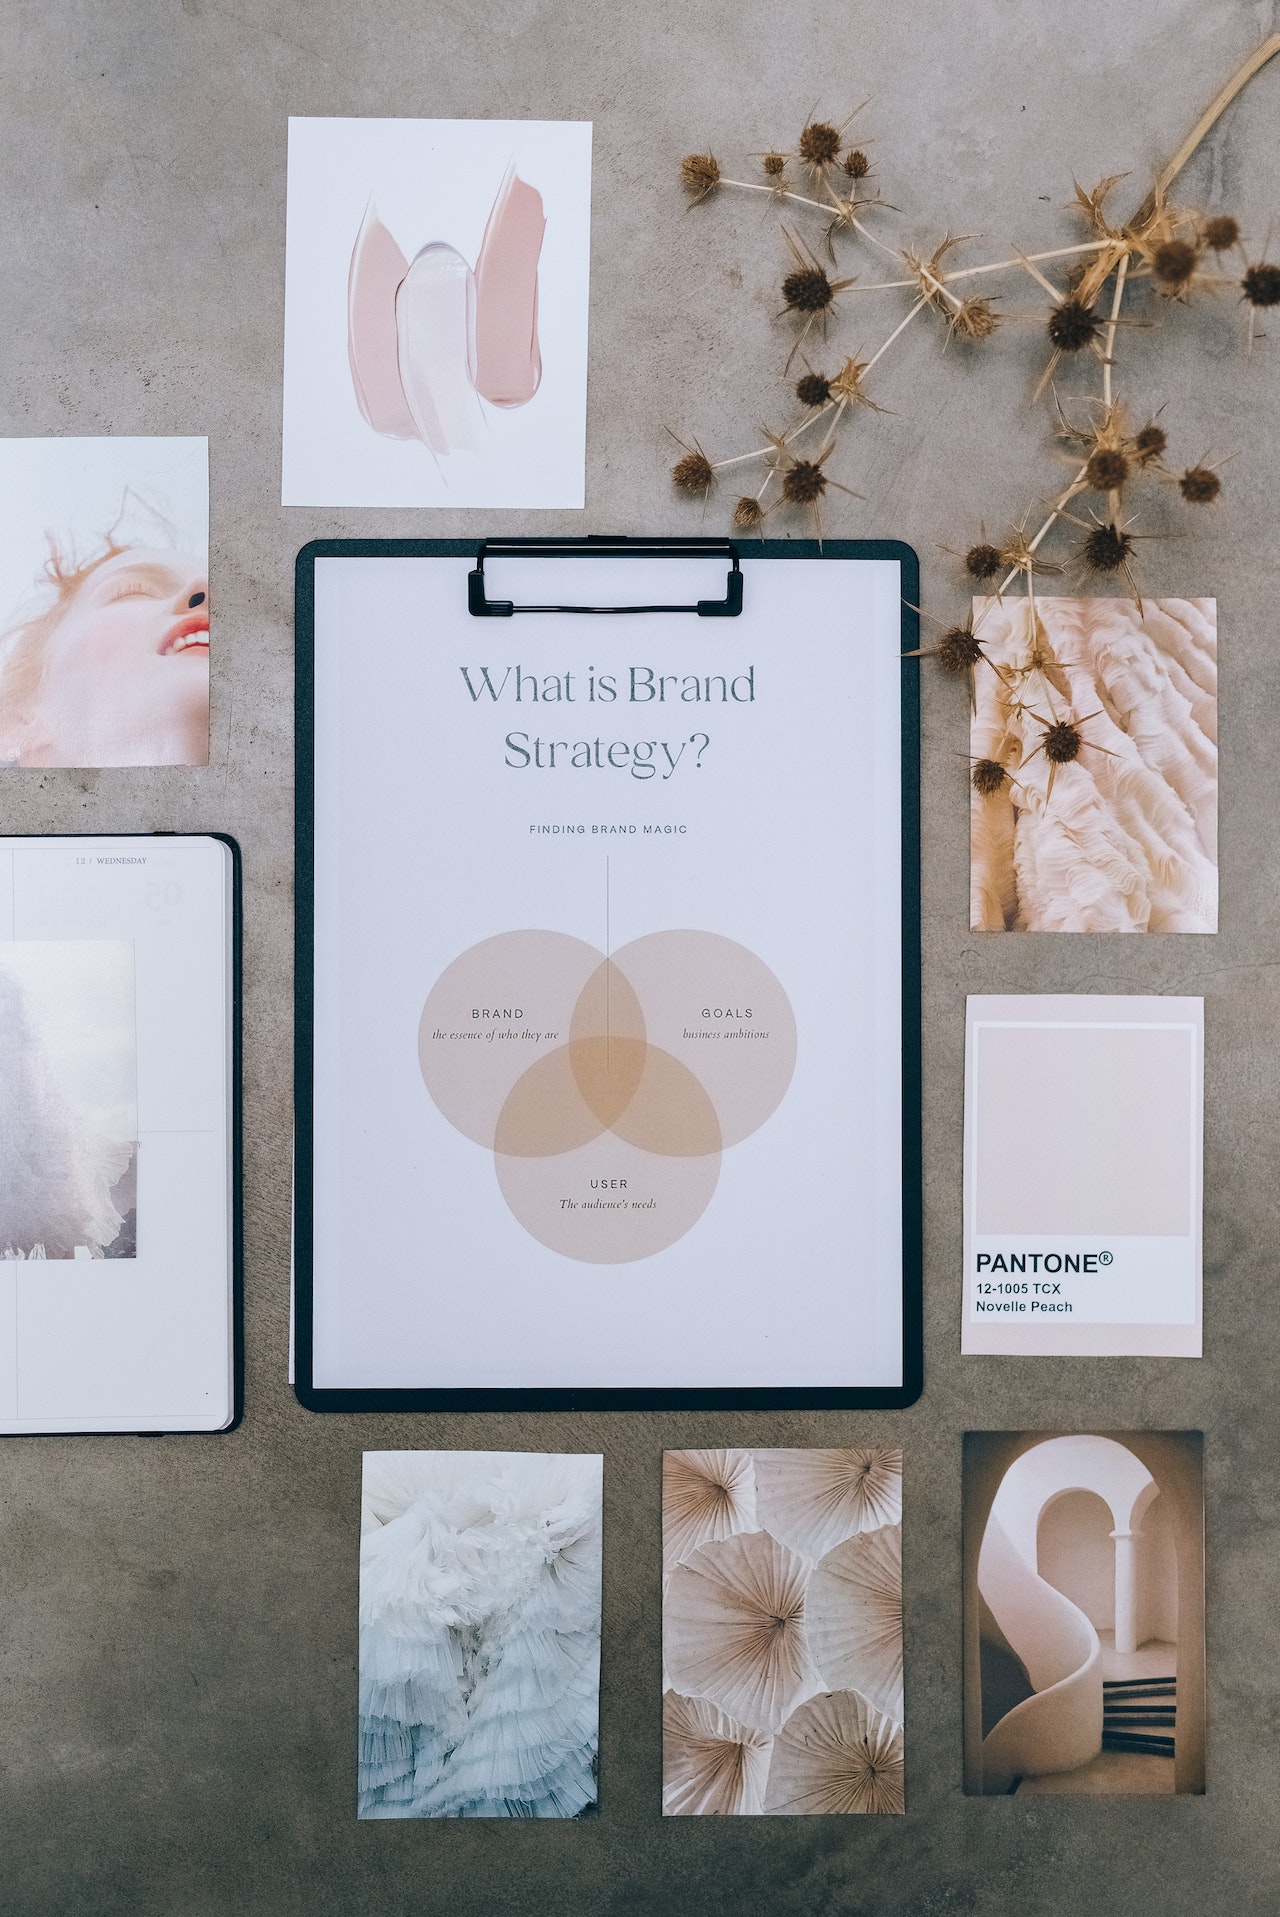 What is Brand
Strategy?
FINDING BRAND MAGIC
BRAND
the essence of who they are
GOALS
business ambitions
USER
The audience's needs
12 / WEDNESDAY
PANTONE®
12-1005 TCX
Novelle Peach